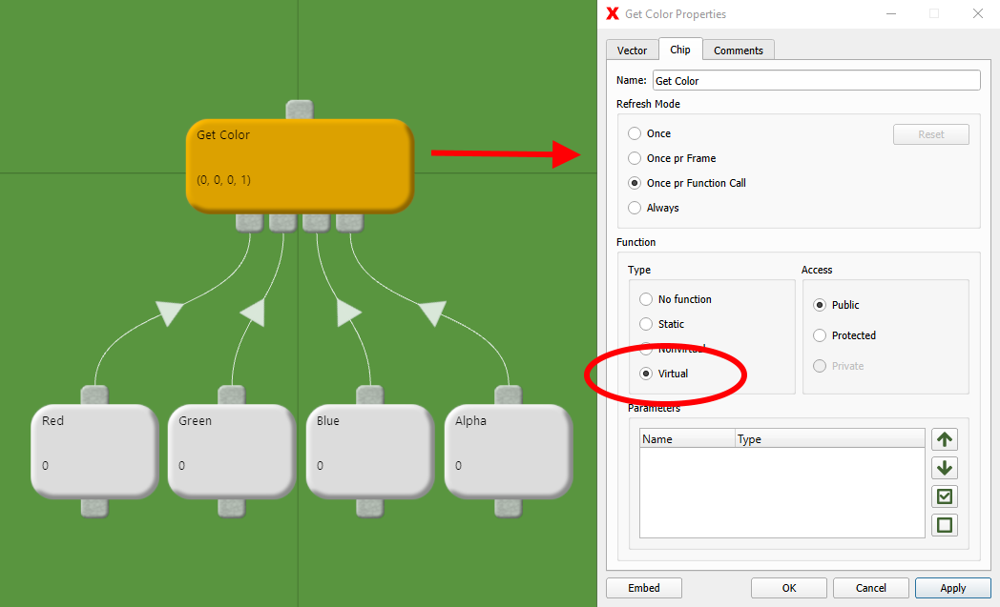 Get Color
(0, 0, 0, 1)
Red
0
Green
0
Blue
0
Alpha
0
Get Color Properties
Vector Chip Comments
Name: Get Color
Refresh Mode
Once
Reset
Once pr Frame
Once pr Function Call
Always
Function
Type
No function
Static
Nonvirtual
Virtual
Access
Public
Protected
Private
Parameters
Name Type
Embed OK Cancel Apply